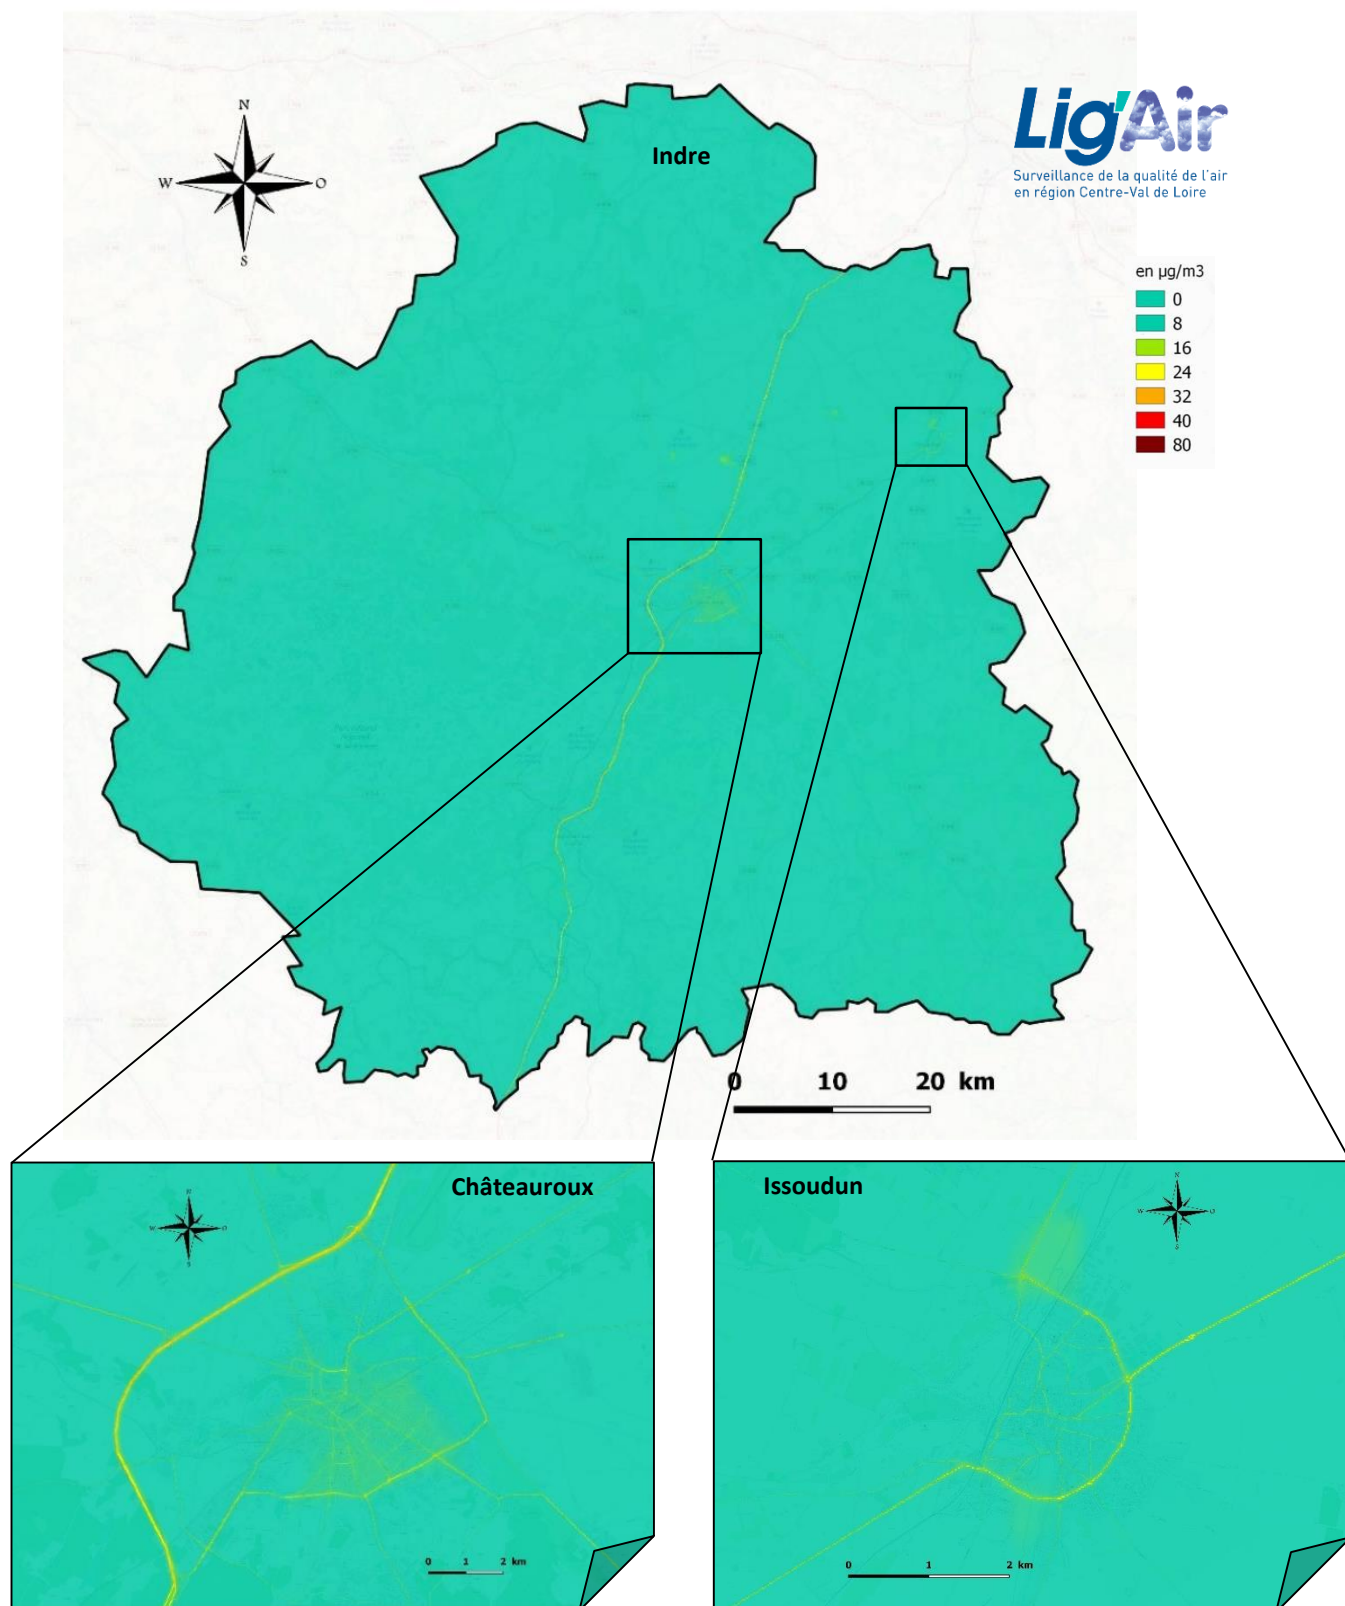 N
W
O
S
Indre
Lig'Air
Surveillance de la qualité de l'air
en région Centre-Val de Loire
en µg/m3
0
8
16
24
32
40
80
0 10 20 km
Châteauroux
N
W
O
S
0 1 2 km
Issoudun
N
W
O
S
0 1 2 km